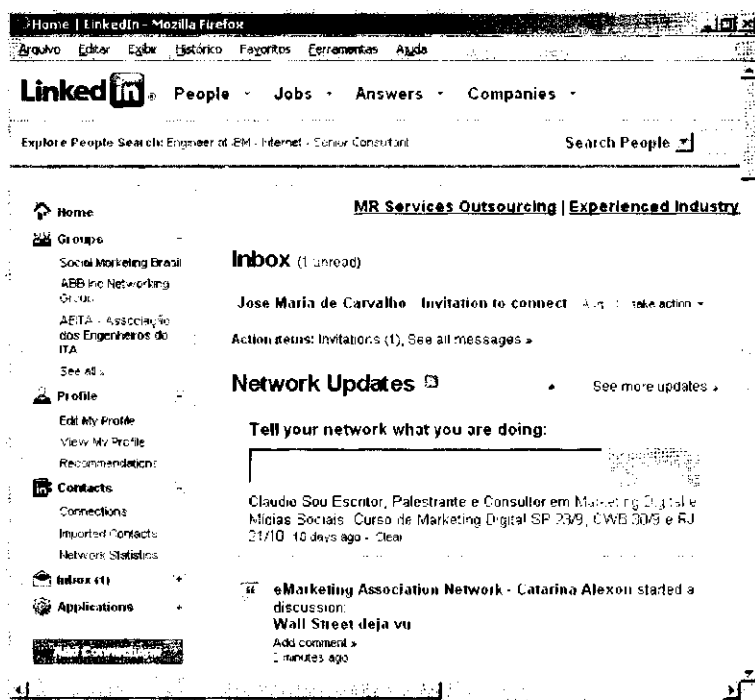 Home | LinkedIn - Mozilla Firefox
Arquivo Editar Exibir Histórico Favoritos Ferramentas Ajuda
Linked in® People Jobs Answers Companies
Explore People Search: Engineer at IBM - Internet - Senior Consultant Search People
Home
MR Services Outsourcing | Experienced Industry
Groups
Social Marketing Brasil
ABB Inc Networking
Group
AEITA - Associação
dos Engenheiros do
ITA
See all »
Profile
Edit My Profile
View My Profile
Recommendations
Contacts
Connections
Imported Contacts
Network Statistics
Inbox (1)
Applications
Inbox (1 unread)
Jose Maria de Carvalho Invitation to connect take action
Action items: Invitations (1), See all messages »
Network Updates See more updates »
Tell your network what you are doing:
Claudio Sou Escritor, Palestrante e Consultor em Marketing Digital e
Mídias Sociais. Curso de Marketing Digital SP 23/9, CWB 30/9 e RJ
21/10 10 days ago - Clear
eMarketing Association Network - Catarina Alexon started a
discussion:
Wall Street deja vu
Add comment »
minutes ago